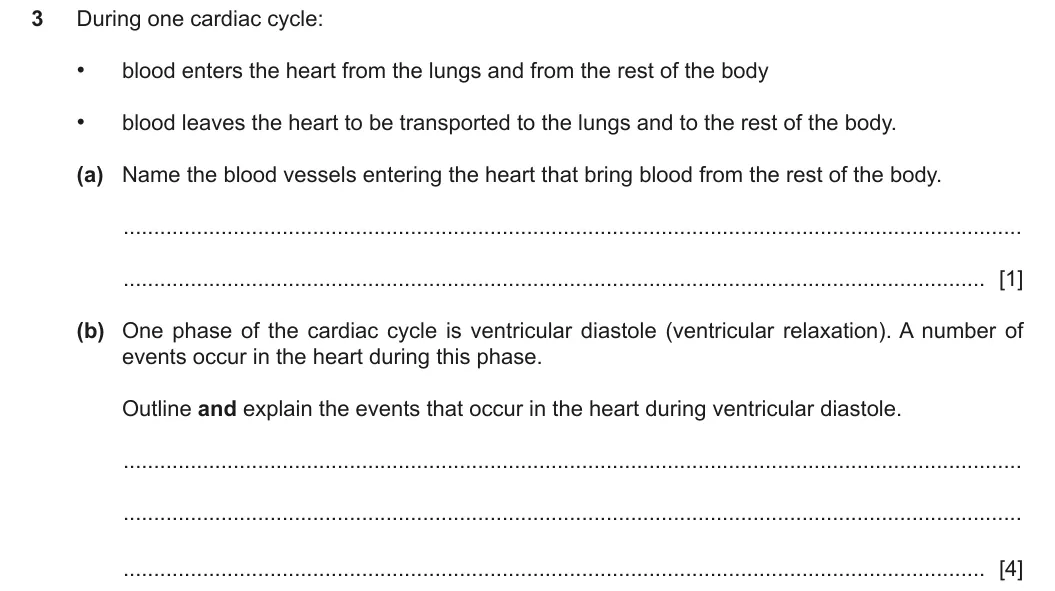 3 During one cardiac cycle:
• blood enters the heart from the lungs and from the rest of the body
• blood leaves the heart to be transported to the lungs and to the rest of the body.
(a) Name the blood vessels entering the heart that bring blood from the rest of the body.
...................................................................................................................................................
............................................................................................................................................. [1]
(b) One phase of the cardiac cycle is ventricular diastole (ventricular relaxation). A number of
events occur in the heart during this phase.
Outline and explain the events that occur in the heart during ventricular diastole.
...................................................................................................................................................
...................................................................................................................................................
............................................................................................................................................. [4]